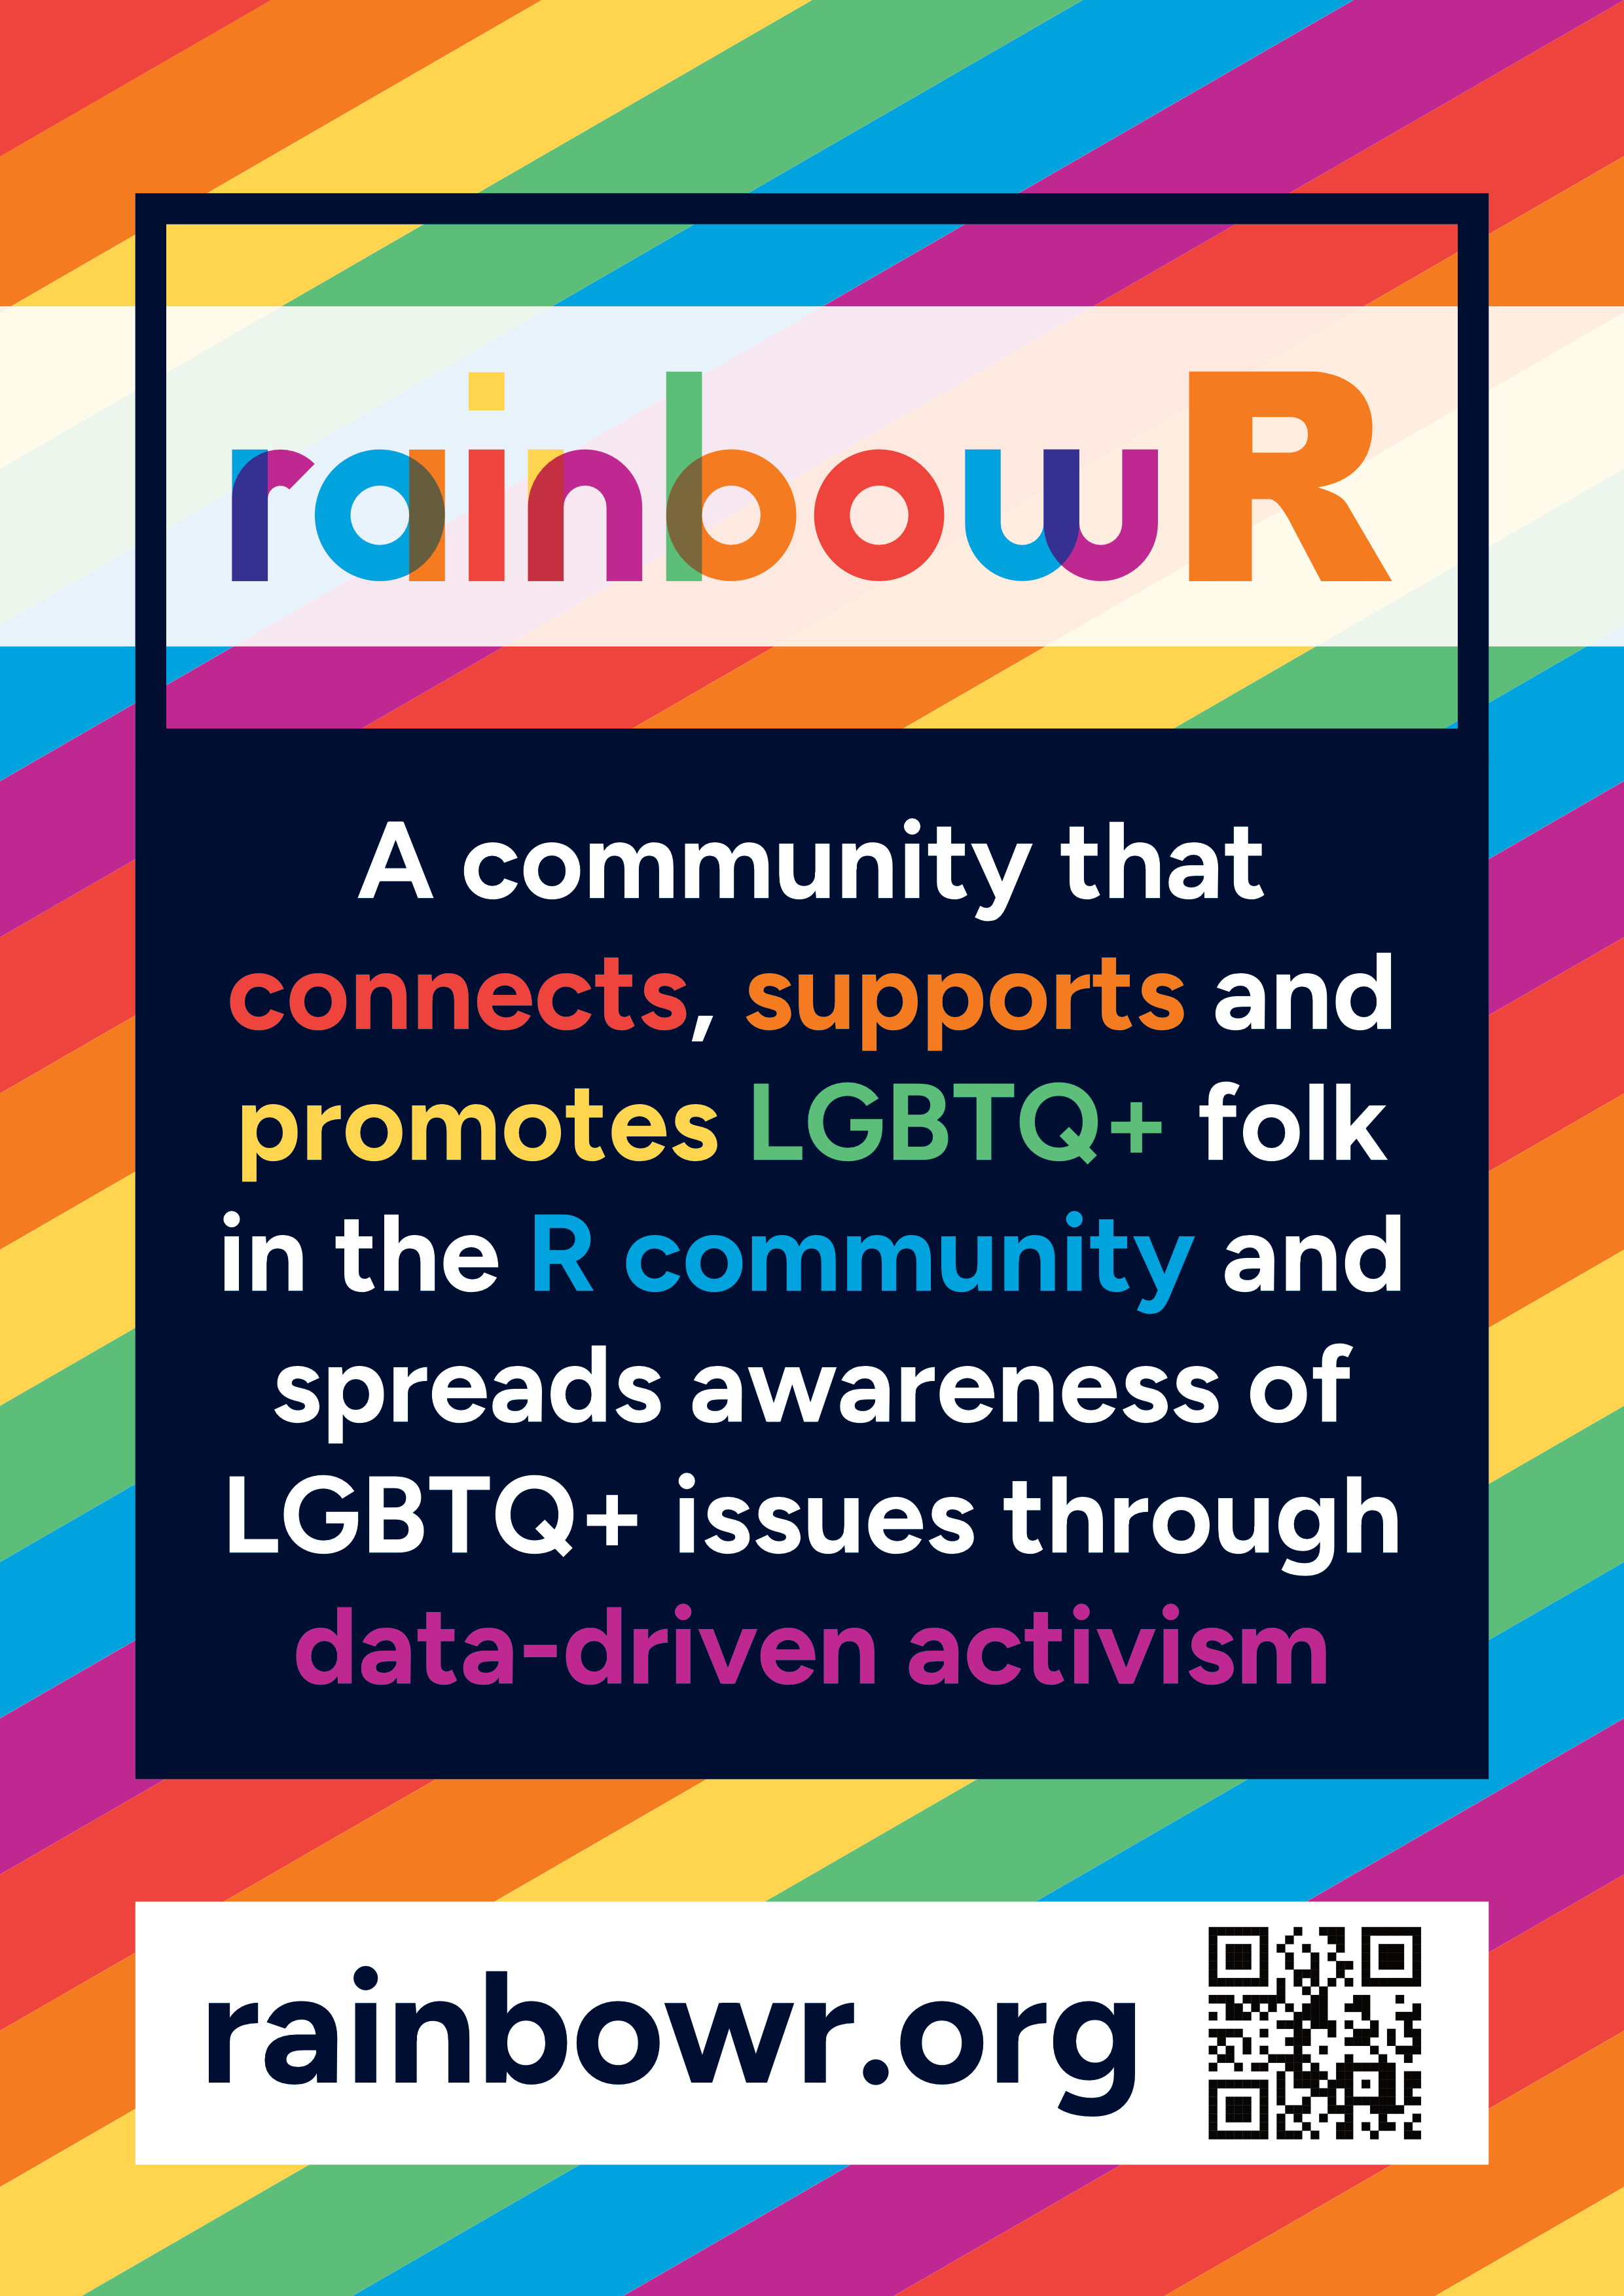 rainbowR
A community that
connects, supports and
promotes LGBTQ+ folk
in the R community and
spreads awareness of
LGBTQ+ issues through
data-driven activism
rainbowr.org